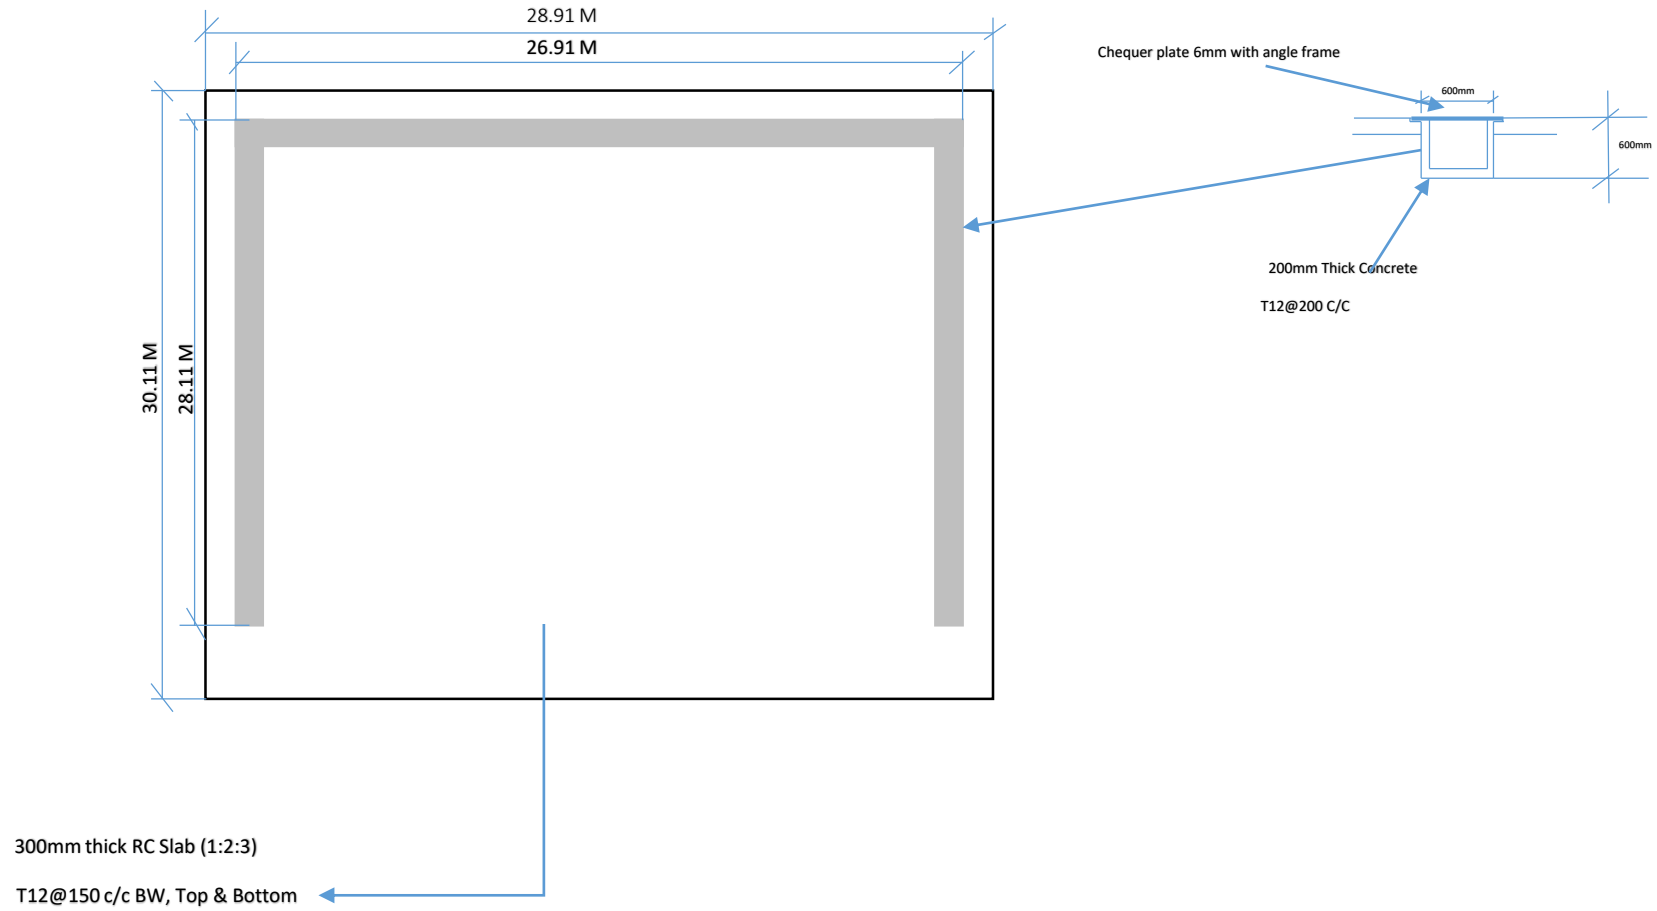 28.91 M
26.91 M
Chequer plate 6mm with angle frame
600mm
600mm
200mm Thick Concrete
T12@200 C/C
30.11 M
28.11 M
300mm thick RC Slab (1:2:3)
T12@150 c/c BW, Top & Bottom